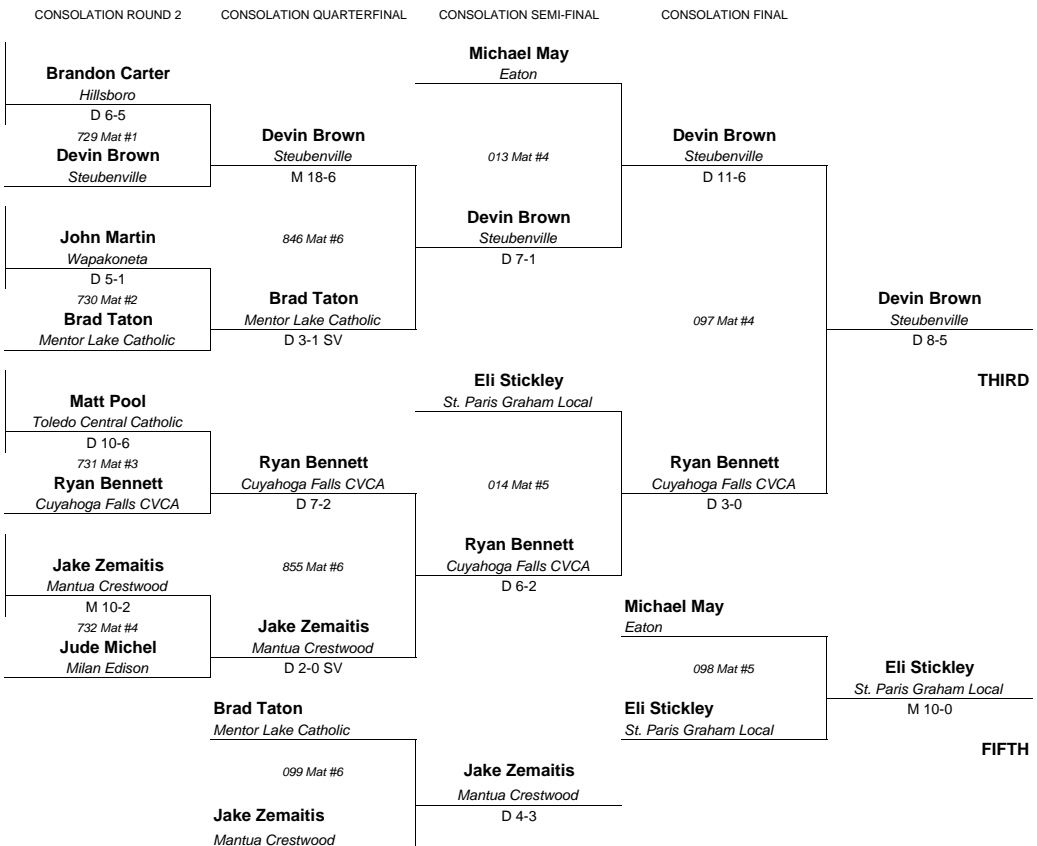 CONSOLATION ROUND 2 CONSOLATION QUARTERFINAL CONSOLATION SEMI-FINAL CONSOLATION FINAL
Brandon Carter
Hillsboro
D 6-5
729 Mat #1
Devin Brown
Steubenville
John Martin
Wapakoneta
D 5-1
730 Mat #2
Brad Taton
Mentor Lake Catholic
Matt Pool
Toledo Central Catholic
D 10-6
731 Mat #3
Ryan Bennett
Cuyahoga Falls CVCA
Jake Zemaitis
Mantua Crestwood
M 10-2
732 Mat #4
Jude Michel
Milan Edison
Devin Brown
Steubenville
M 18-6
846 Mat #6
Brad Taton
Mentor Lake Catholic
D 3-1 SV
Ryan Bennett
Cuyahoga Falls CVCA
D 7-2
855 Mat #6
Jake Zemaitis
Mantua Crestwood
D 2-0 SV
Brad Taton
Mentor Lake Catholic
099 Mat #6
Jake Zemaitis
Mantua Crestwood
Michael May
Eaton
013 Mat #4
Devin Brown
Steubenville
D 7-1
Eli Stickley
St. Paris Graham Local
014 Mat #5
Ryan Bennett
Cuyahoga Falls CVCA
D 6-2
Jake Zemaitis
Mantua Crestwood
D 4-3
Devin Brown
Steubenville
D 11-6
097 Mat #4
Ryan Bennett
Cuyahoga Falls CVCA
D 3-0
Michael May
Eaton
098 Mat #5
Eli Stickley
St. Paris Graham Local
Devin Brown
Steubenville
D 8-5
THIRD
Eli Stickley
St. Paris Graham Local
M 10-0
FIFTH